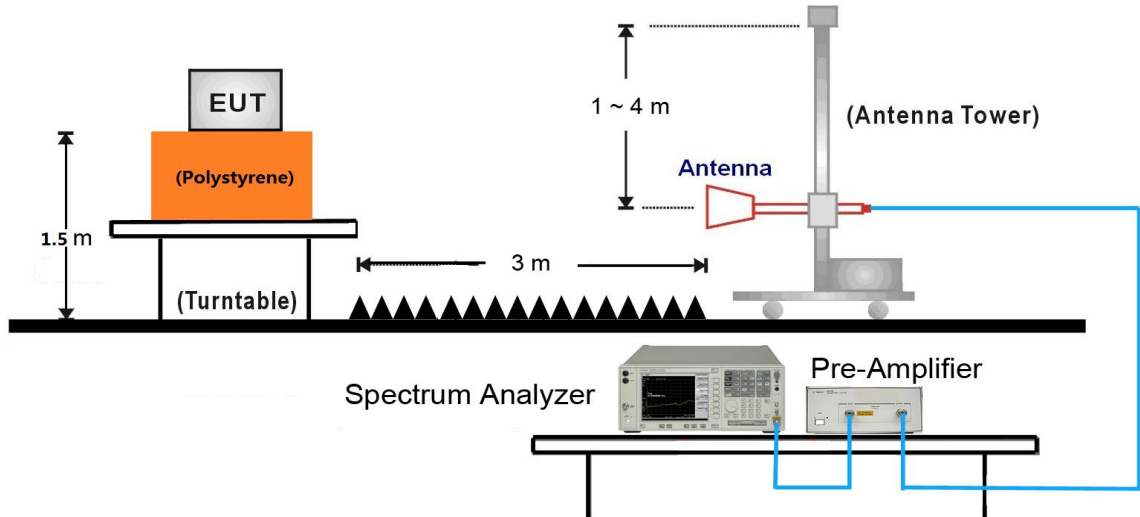 EUT
(Polystyrene)
1.5 m
(Turntable)
3 m
1 ~ 4 m
Antenna
(Antenna Tower)
Spectrum Analyzer
Pre-Amplifier